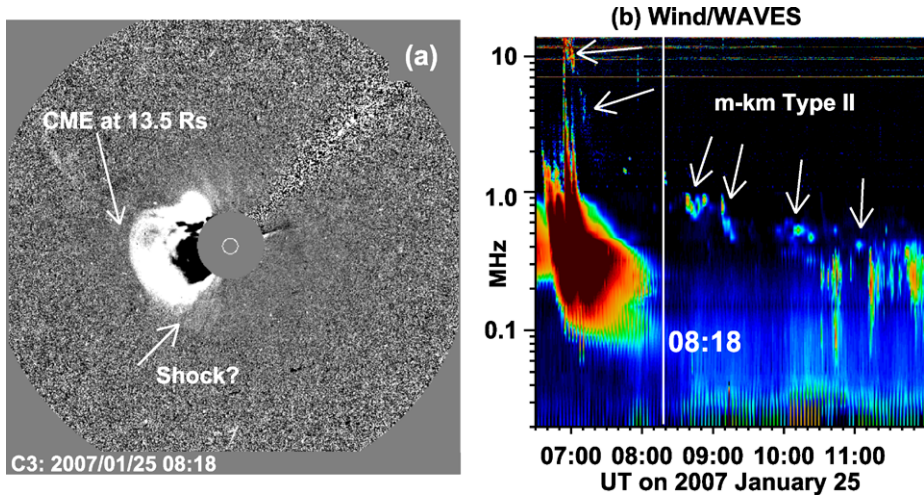 (a)
CME at 13.5 Rs
Shock?
C3: 2007/01/25 08:18
(b) Wind/WAVES
10
1.0
0.1
MHz
m-km Type II
08:18
07:00 08:00 09:00 10:00 11:00
UT on 2007 January 25